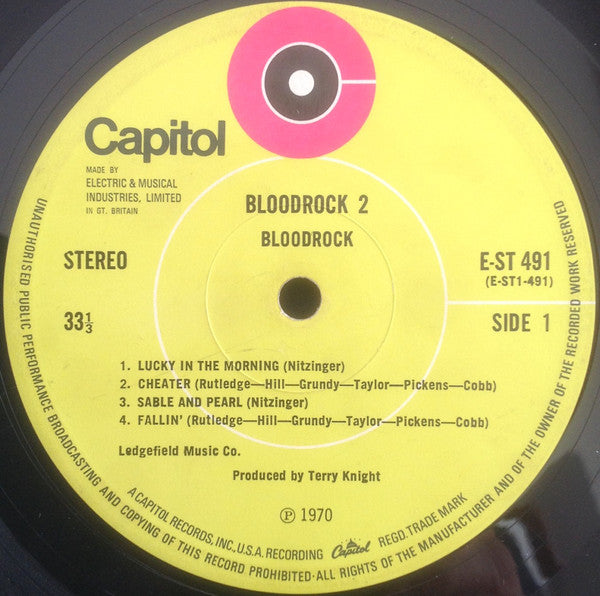 Capitol
MADE BY
ELECTRIC & MUSICAL
INDUSTRIES, LIMITED
IN GT. BRITAIN
BLOODROCK 2
BLOODROCK
STEREO
E-ST 491
(E-ST1-491)
33⅓
SIDE 1
1. LUCKY IN THE MORNING (Nitzinger)
2. CHEATER (Rutledge—Hill—Grundy—Taylor—Pickens—Cobb)
3. SABLE AND PEARL (Nitzinger)
4. FALLIN' (Rutledge—Hill—Grundy—Taylor—Pickens—Cobb)
Ledgefield Music Co.
Produced by Terry Knight
℗ 1970
A CAPITOL RECORDS, INC., U.S.A. RECORDING Capitol REGD. TRADE MARK
UNAUTHORISED PUBLIC PERFORMANCE BROADCASTING AND COPYING OF THIS RECORD PROHIBITED·ALL RIGHTS OF THE MANUFACTURER AND OF THE OWNER OF THE RECORDED WORK RESERVED